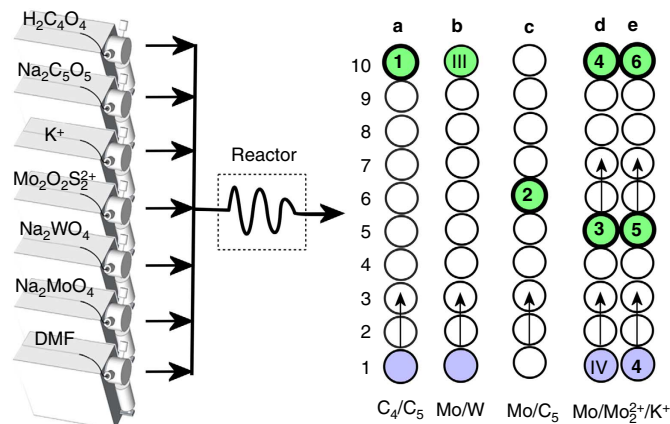 H₂C₄O₄
Na₂C₅O₅
K⁺
Mo₂O₂S₂²⁺
Na₂WO₄
Na₂MoO₄
DMF
Reactor
a b c d e
10 1 III 4 6
9
8
7
6 2
5 3 5
4
3
2
1 IV 4
C₄/C₅ Mo/W Mo/C₅ Mo/Mo₂²⁺/K⁺